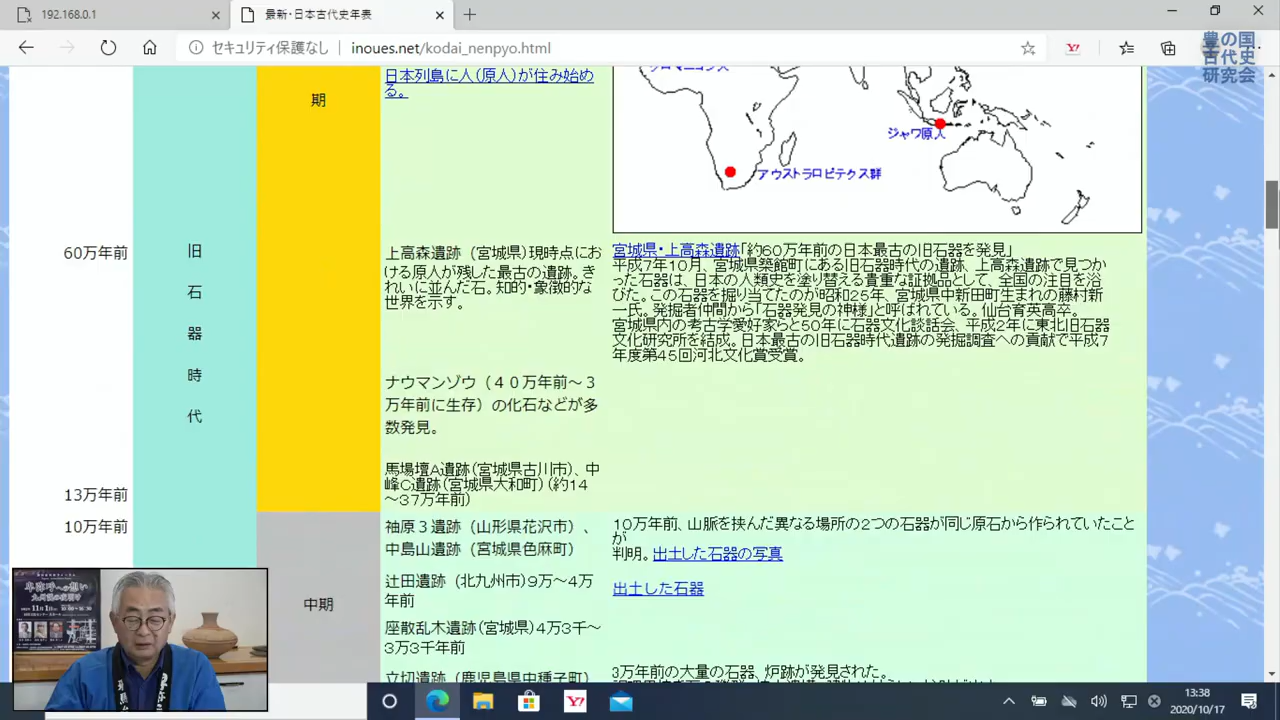 192.168.0.1
最新・日本古代史年表
セキュリティ保護なし
inoues.net/kodai_nenpyo.html
豊の国
古代史
研究会
日本列島に人(原人)が住み始め
る。
期
ジャワ原人
アウストラロピテクス群
60万年前
旧
石
器
時
代
上高森遺跡（宮城県）現時点にお
ける原人が残した最古の遺跡。き
れいに並んだ石。知的・象徴的な
世界を示す。
宮城県・上高森遺跡「約60万年前の日本最古の旧石器を発見」
平成7年10月、宮城県築館町にある旧石器時代の遺跡、上高森遺跡で見つか
った石器は、日本の人類史を塗り替える貴重な証拠品として、全国の注目を浴
びた。この石器を掘り当てたのが昭和25年、宮城県中新田町生まれの藤村新
一氏。発掘者仲間から「石器発見の神様」と呼ばれている。仙台育英高卒。
宮城県内の考古学愛好家らと50年に石器文化談話会、平成2年に東北旧石器
文化研究所を結成。日本最古の旧石器時代遺跡の発掘調査への貢献で平成7
年度第45回河北文化賞受賞。
ナウマンゾウ（４０万年前～３
万年前に生存）の化石などが多
数発見。
馬場壇A遺跡(宮城県古川市)、中
峰C遺跡(宮城県大和町)(約14
～37万年前)
13万年前
10万年前
袖原３遺跡（山形県花沢市）、
中島山遺跡（宮城県色麻町）
10万年前、山脈を挟んだ異なる場所の2つの石器が同じ原石から作られていたこと
が
判明。出土した石器の写真
辻田遺跡（北九州市)9万～4万
年前
出土した石器
中期
座散乱木遺跡(宮城県)4万3千～
3万3千年前
立切遺跡(鹿児島県中種子町)
3万年前の大量の石器、炉跡が発見された。
卑弥呼への想い
11月1日
13:38
2020/10/17